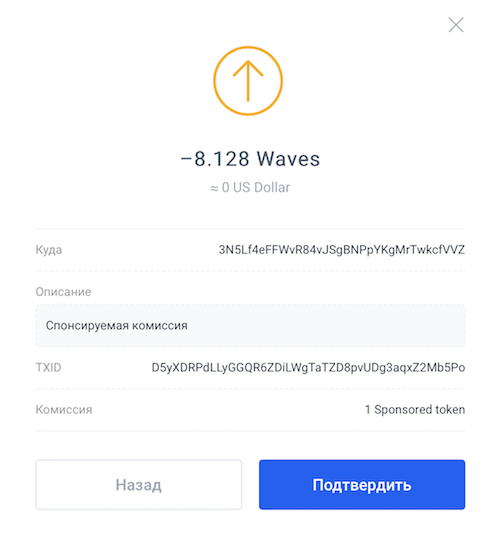 −8.128 Waves
≈ 0 US Dollar
Куда 3N5Lf4eFFWvR84vJSgBNPpYKgMrTwkcfVVZ
Описание
Спонсируемая комиссия
TXID D5yXDRPdLLyGGQR6ZDiLWgTaTZD8pvUDg3aqxZ2Mb5Po
Комиссия 1 Sponsored token
Назад Подтвердить